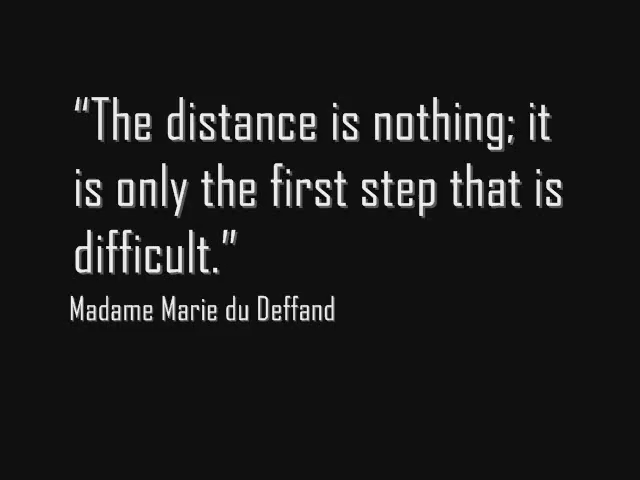 “The distance is nothing; it
is only the first step that is
difficult.”
Madame Marie du Deffand